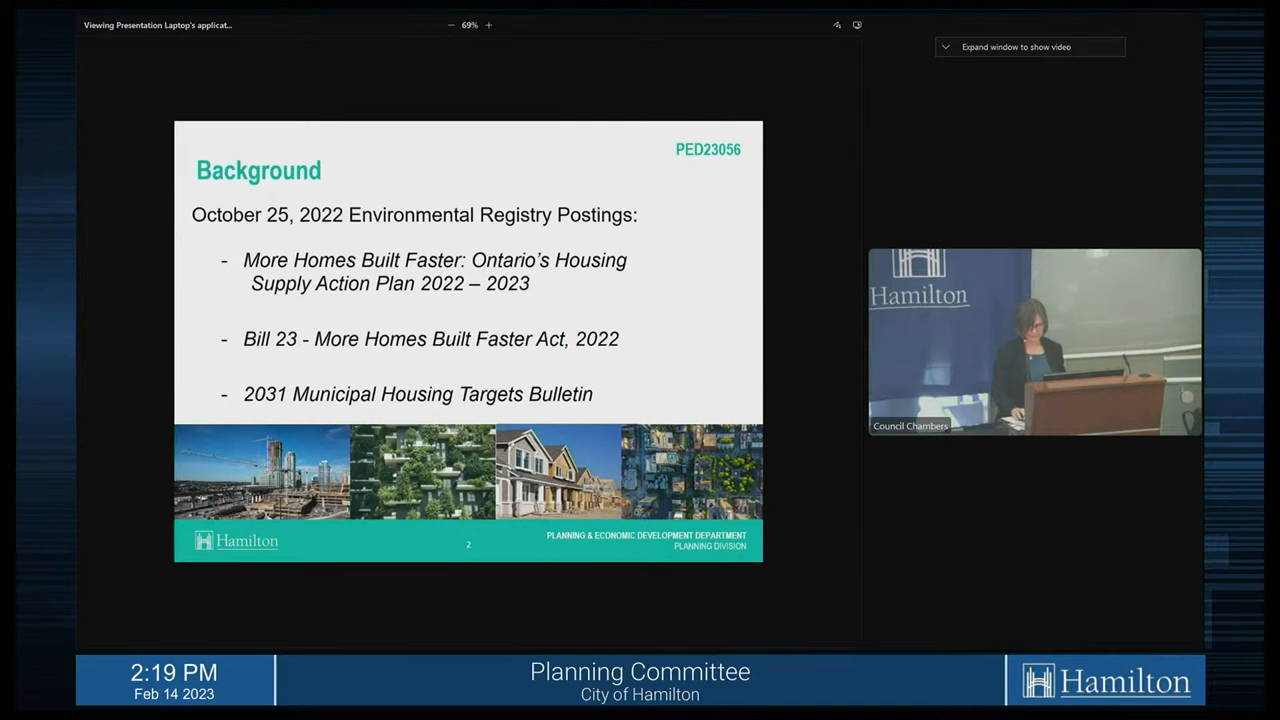 Viewing Presentation Laptop's applicat...
− 69% +
Expand window to show video
PED23056
Background
October 25, 2022 Environmental Registry Postings:
- More Homes Built Faster: Ontario's Housing
Supply Action Plan 2022 – 2023
- Bill 23 - More Homes Built Faster Act, 2022
- 2031 Municipal Housing Targets Bulletin
Hamilton
2
PLANNING & ECONOMIC DEVELOPMENT DEPARTMENT
PLANNING DIVISION
Hamilton
Council Chambers
2:19 PM
Feb 14 2023
Planning Committee
City of Hamilton
Hamilton